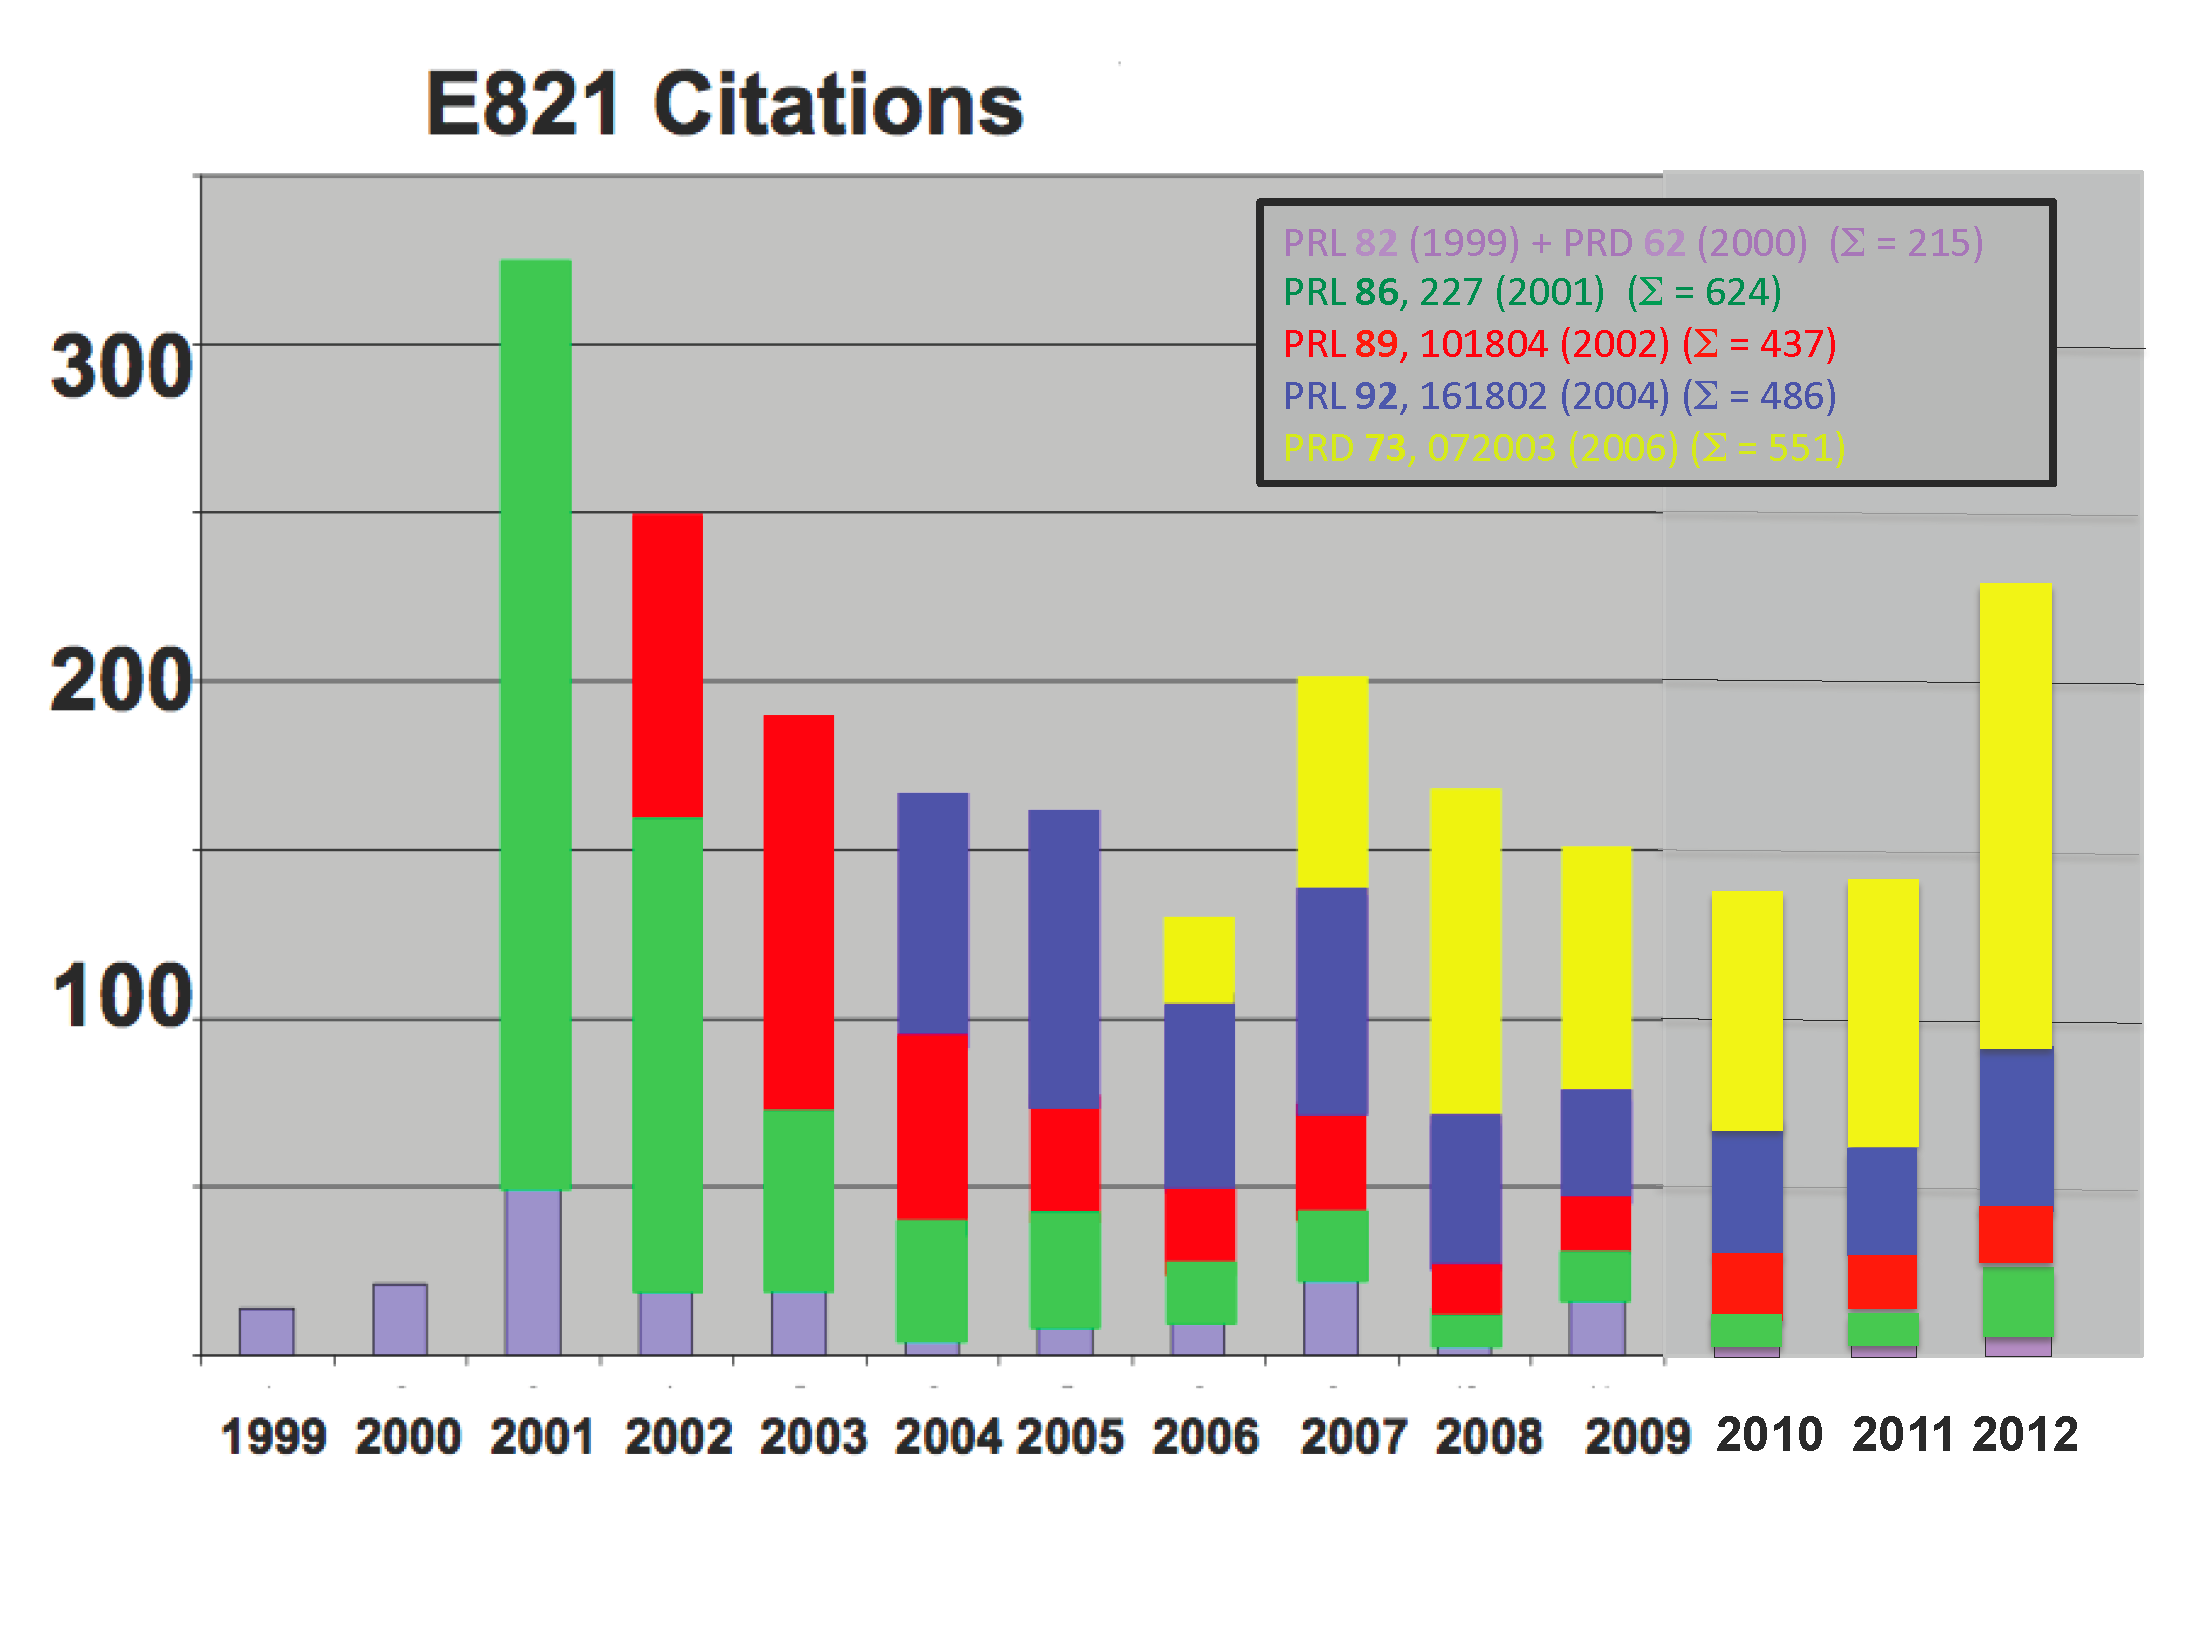 E821 Citations
PRL 82 (1999) + PRD 62 (2000) (Σ = 215)
PRL 86, 227 (2001) (Σ = 624)
PRL 89, 101804 (2002) (Σ = 437)
PRL 92, 161802 (2004) (Σ = 486)
PRD 73, 072003 (2006) (Σ = 551)
300
200
100
1999 2000 2001 2002 2003 2004 2005 2006 2007 2008 2009 2010 2011 2012